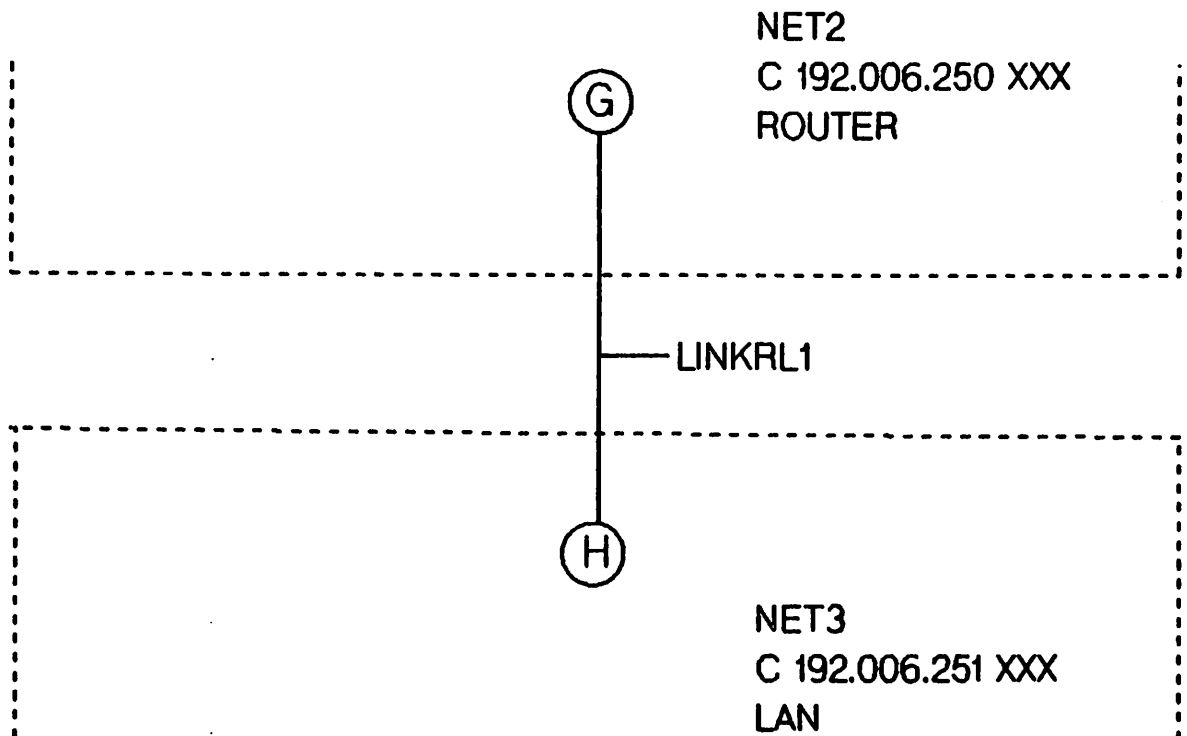 NET2
C 192.006.250 XXX
ROUTER
G
LINKRL1
H
NET3
C 192.006.251 XXX
LAN